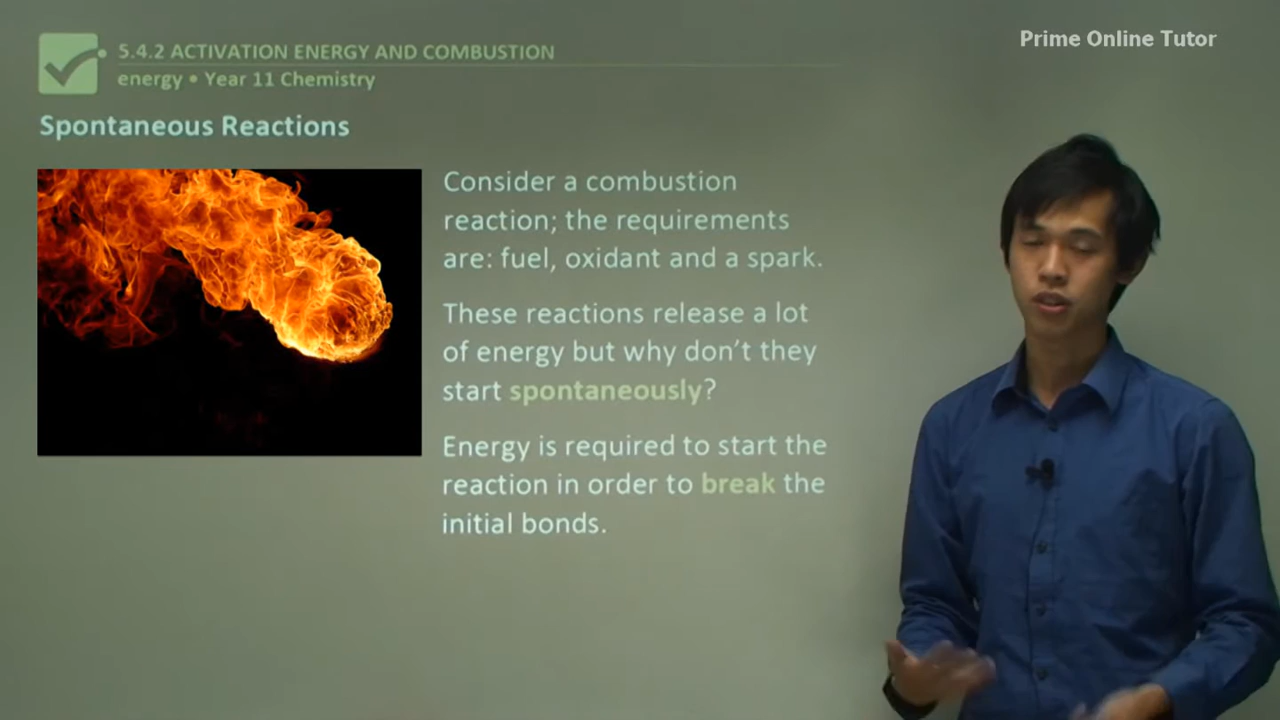 5.4.2 ACTIVATION ENERGY AND COMBUSTION
energy • Year 11 Chemistry
Prime Online Tutor
Spontaneous Reactions
Consider a combustion
reaction; the requirements
are: fuel, oxidant and a spark.
These reactions release a lot
of energy but why don't they
start spontaneously?
Energy is required to start the
reaction in order to break the
initial bonds.